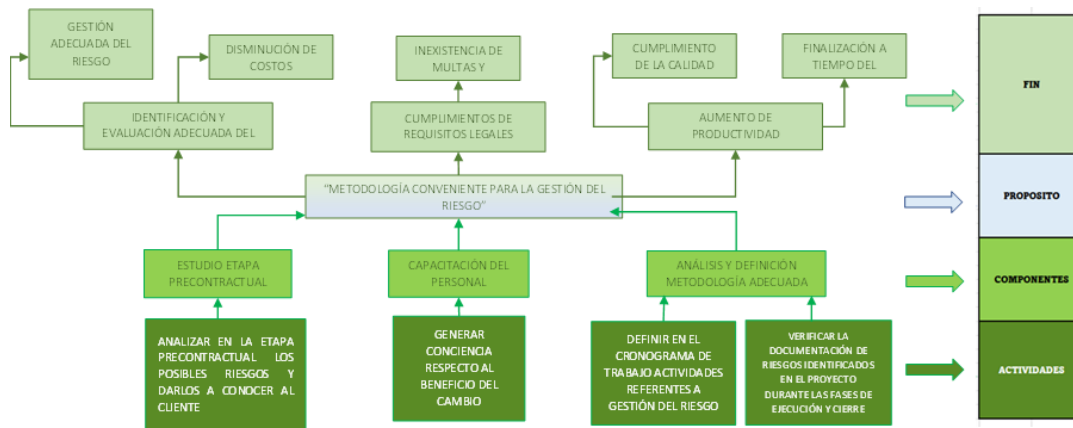 GESTIÓN
ADECUADA DEL
RIESGO
DISMINUCIÓN DE
COSTOS
INEXISTENCIA DE
MULTAS Y
CUMPLIMIENTO
DE LA CALIDAD
FINALIZACIÓN A
TIEMPO DEL
FIN
IDENTIFICACIÓN Y
EVALUACIÓN ADECUADA DEL
CUMPLIMIENTOS
DE REQUISITOS LEGALES
AUMENTO DE
PRODUCTIVIDAD
"METODOLOGÍA CONVENIENTE PARA LA GESTIÓN DEL
RIESGO"
PROPOSITO
ESTUDIO ETAPA
PRECONTRACTUAL
CAPACITACIÓN DEL
PERSONAL
ANÁLISIS Y DEFINICIÓN
METODOLOGÍA ADECUADA
COMPONENTES
ANALIZAR EN LA ETAPA
PRECONTRACTUAL LOS
POSIBLES RIESGOS Y
DARLOS A CONOCER AL
CLIENTE
GENERAR
CONCIENCIA
RESPECTO AL
BENEFICIO DEL
CAMBIO
DEFINIR EN EL
CRONOGRAMA DE
TRABAJO ACTIVIDADES
REFERENTES A
GESTIÓN DEL RIESGO
VERIFICAR LA
DOCUMENTACIÓN DE
RIESGOS IDENTIFICADOS
EN EL PROYECTO
DURANTE LAS FASES DE
EJECUCIÓN Y CIERRE
ACTIVIDADES